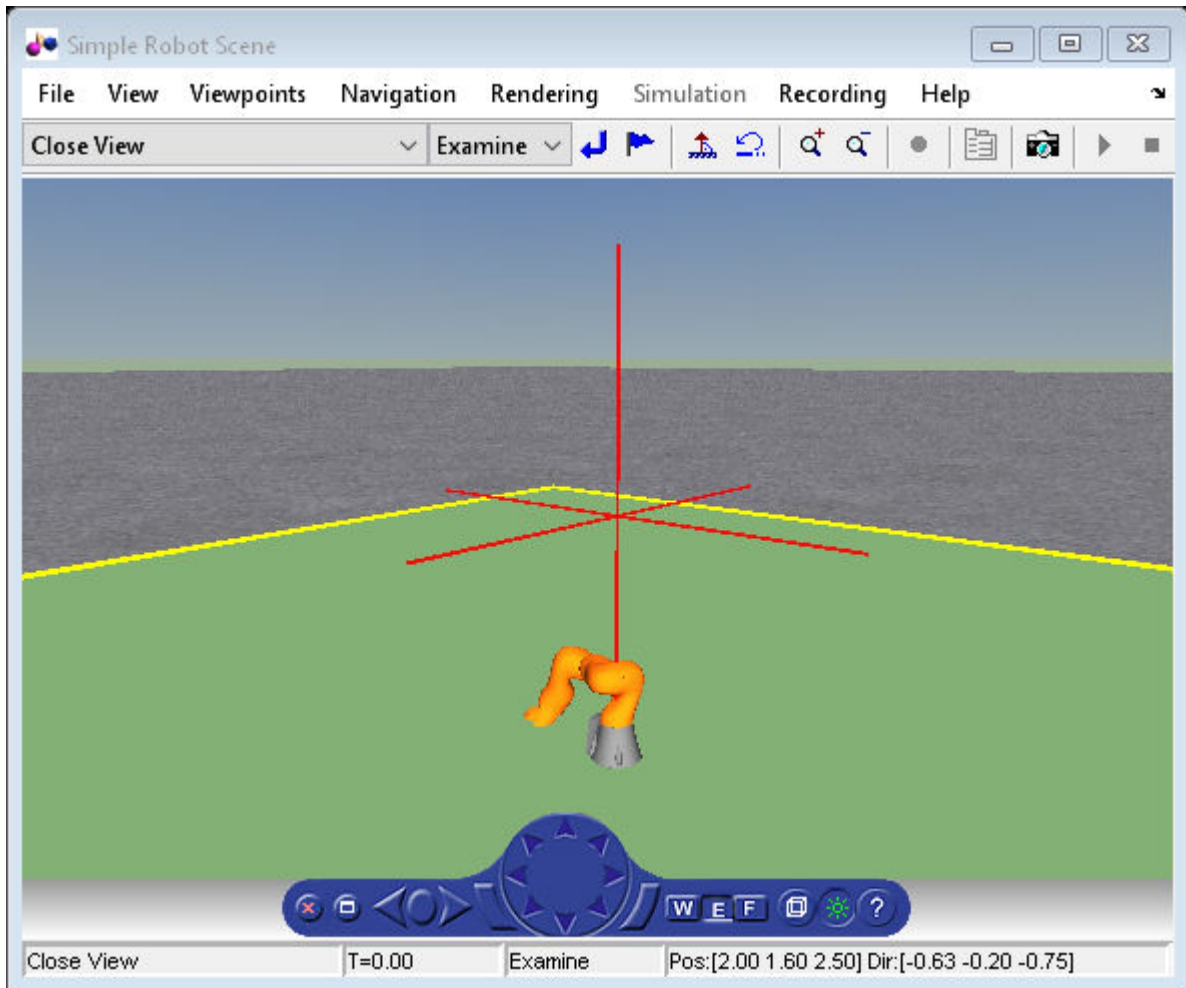 Simple Robot Scene
File View Viewpoints Navigation Rendering Simulation Recording Help
Close View Examine
W E F ?
Close View T=0.00 Examine Pos:[2.00 1.60 2.50] Dir:[-0.63 -0.20 -0.75]